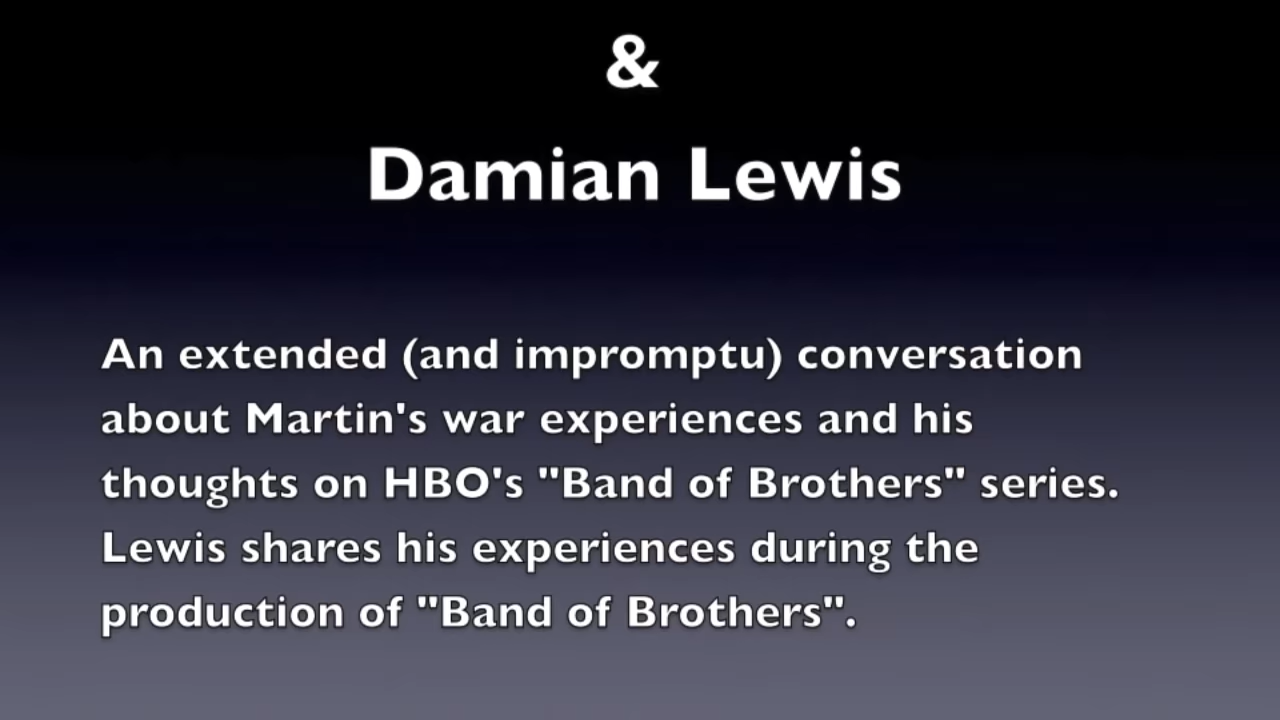 &
Damian Lewis
An extended (and impromptu) conversation
about Martin's war experiences and his
thoughts on HBO's "Band of Brothers" series.
Lewis shares his experiences during the
production of "Band of Brothers".